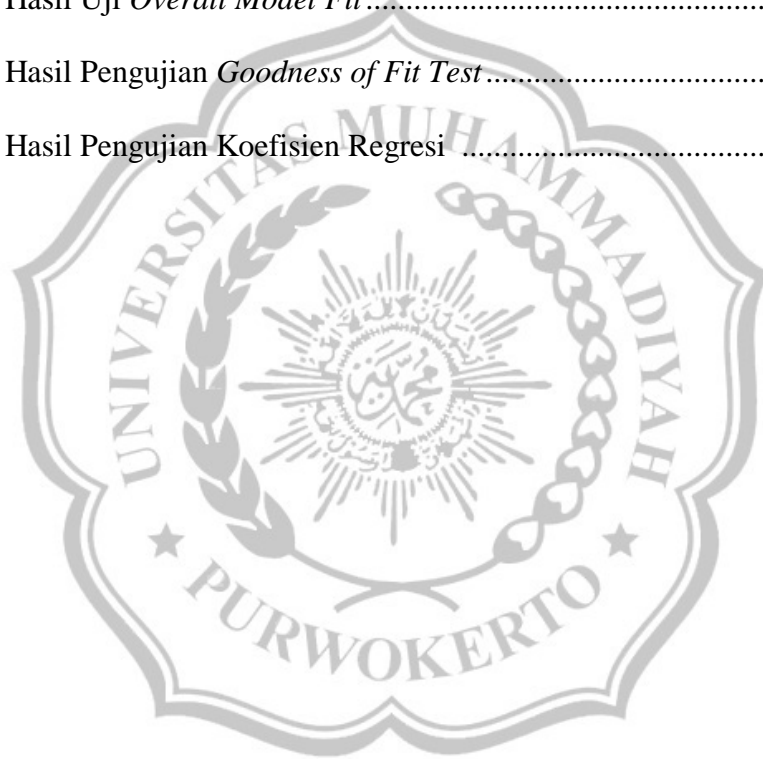 Hasil Uji Overall Model Fit ..................................................
Hasil Pengujian Goodness of Fit Test ...................................
Hasil Pengujian Koefisien Regresi ......................................
UNIVERSITAS MUHAMMADIYAH
PURWOKERTO